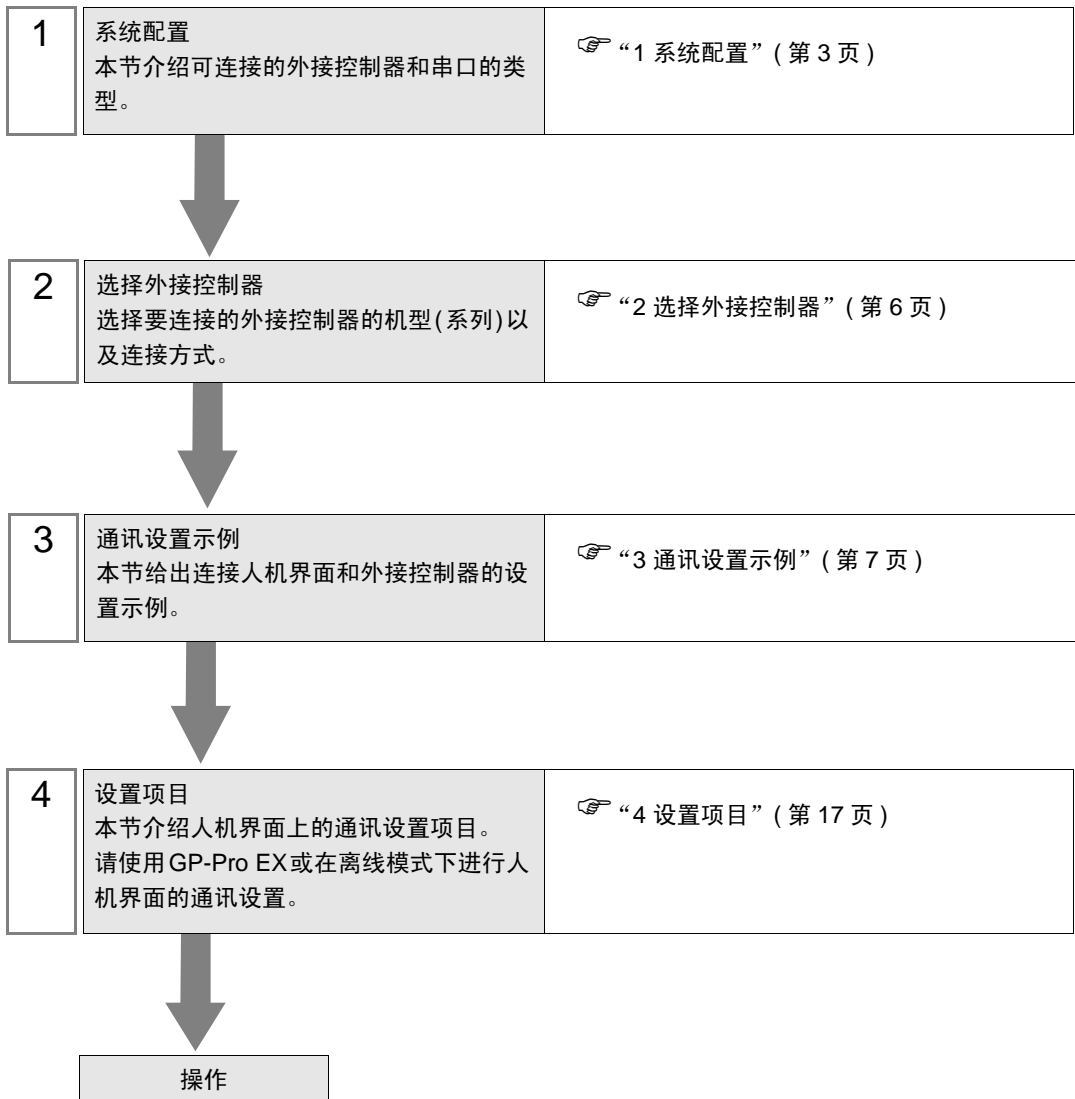 1
系统配置
本节介绍可连接的外接控制器和串口的类
型。
“1 系统配置” ( 第 3 页 )
2
选择外接控制器
选择要连接的外接控制器的机型(系列)以
及连接方式。
“2 选择外接控制器” ( 第 6 页 )
3
通讯设置示例
本节给出连接人机界面和外接控制器的设
置示例。
“3 通讯设置示例” ( 第 7 页 )
4
设置项目
本节介绍人机界面上的通讯设置项目。
请使用GP-Pro EX或在离线模式下进行人
机界面的通讯设置。
“4 设置项目” ( 第 17 页 )
操作